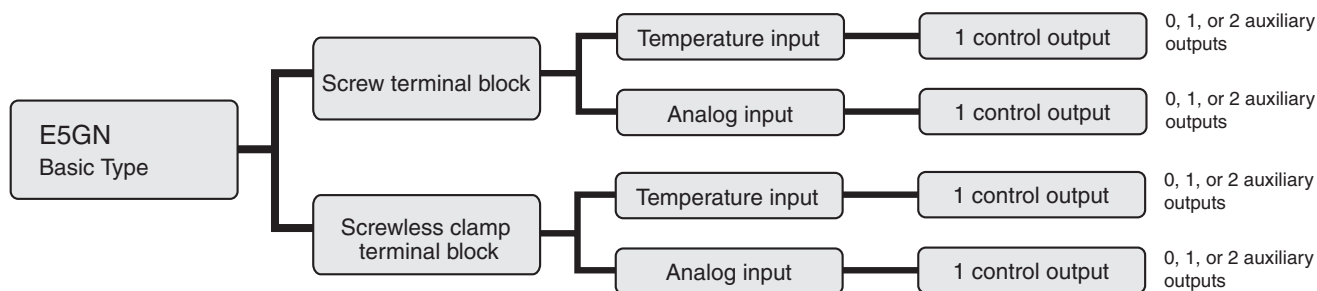 E5GN
Basic Type
Screw terminal block
Temperature input
1 control output
0, 1, or 2 auxiliary
outputs
Analog input
1 control output
0, 1, or 2 auxiliary
outputs
Screwless clamp
terminal block
Temperature input
1 control output
0, 1, or 2 auxiliary
outputs
Analog input
1 control output
0, 1, or 2 auxiliary
outputs